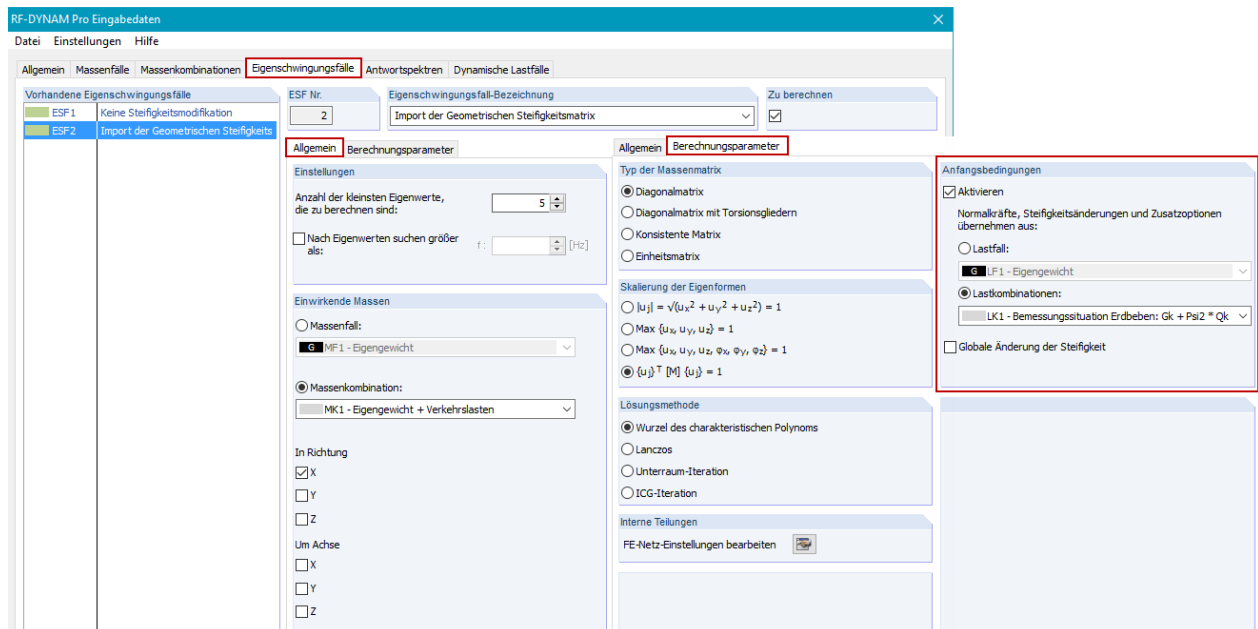 RF-DYNAM Pro Eingabedaten
Datei Einstellungen Hilfe
Allgemein Massenfälle Massenkombinationen Eigenschwingungsfälle Antwortspektren Dynamische Lastfälle
Vorhandene Eigenschwingungsfälle
ESF1 Keine Steifigkeitsmodifikation
ESF2 Import der Geometrischen Steifigkeits
ESF Nr.
2
Eigenschwingungsfall-Bezeichnung
Import der Geometrischen Steifigkeitsmatrix
Zu berechnen
Allgemein Berechnungsparameter
Einstellungen
Anzahl der kleinsten Eigenwerte,
die zu berechnen sind:
5
Nach Eigenwerten suchen größer
als:
f : [Hz]
Einwirkende Massen
Massenfall:
G MF1 - Eigengewicht
Massenkombination:
MK1 - Eigengewicht + Verkehrslasten
In Richtung
X
Y
Z
Um Achse
X
Y
Z
Allgemein Berechnungsparameter
Typ der Massenmatrix
Diagonalmatrix
Diagonalmatrix mit Torsionsgliedern
Konsistente Matrix
Einheitsmatrix
Skalierung der Eigenformen
|uj| = √(ux² + uy² + uz²) = 1
Max {ux, uy, uz} = 1
Max {ux, uy, uz, φx, φy, φz} = 1
{uj}ᵀ [M] {uj} = 1
Lösungsmethode
Wurzel des charakteristischen Polynoms
Lanczos
Unterraum-Iteration
ICG-Iteration
Interne Teilungen
FE-Netz-Einstellungen bearbeiten
Anfangsbedingungen
Aktivieren
Normalkräfte, Steifigkeitsänderungen und Zusatzoptionen
übernehmen aus:
Lastfall:
G LF1 - Eigengewicht
Lastkombinationen:
LK1 - Bemessungssituation Erdbeben: Gk + Psi2 * Qk
Globale Änderung der Steifigkeit